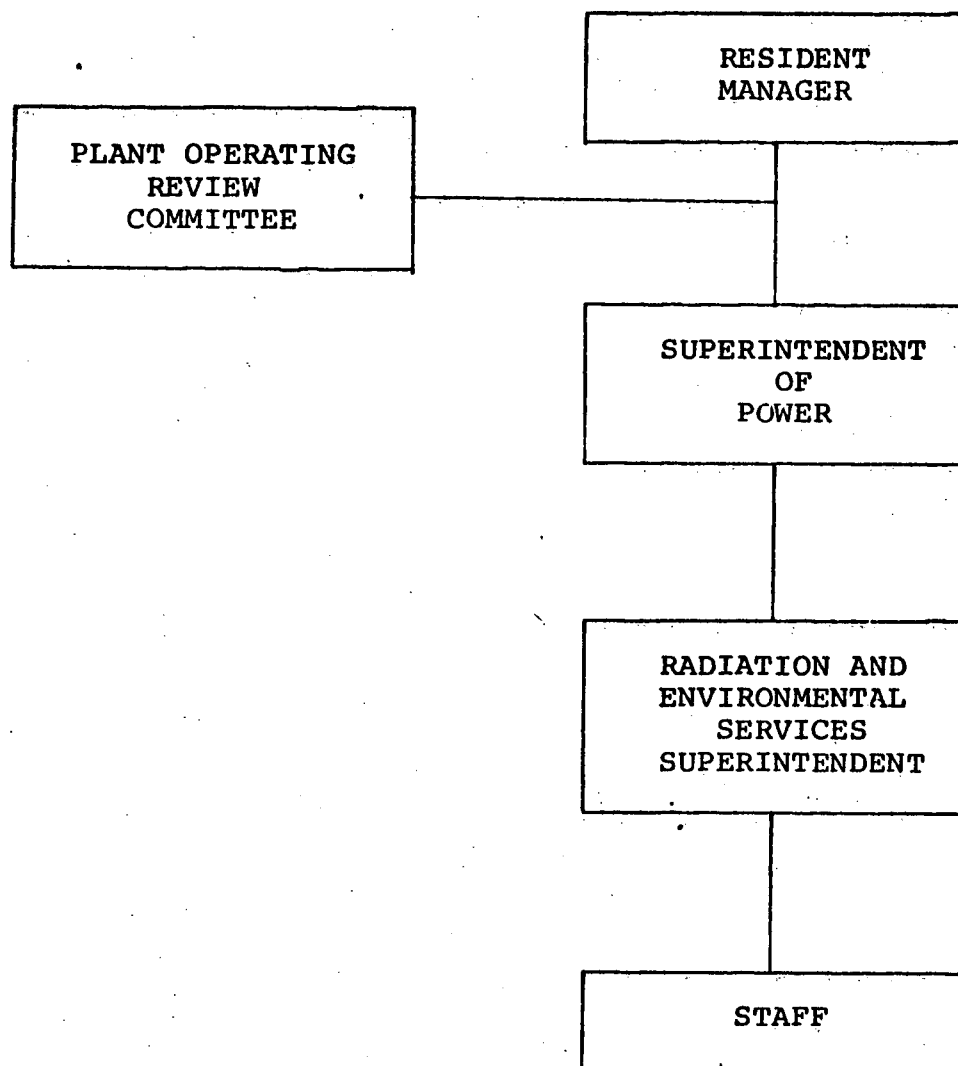 RESIDENT
MANAGER
PLANT OPERATING
REVIEW
COMMITTEE
SUPERINTENDENT
OF
POWER
RADIATION AND
ENVIRONMENTAL
SERVICES
SUPERINTENDENT
STAFF